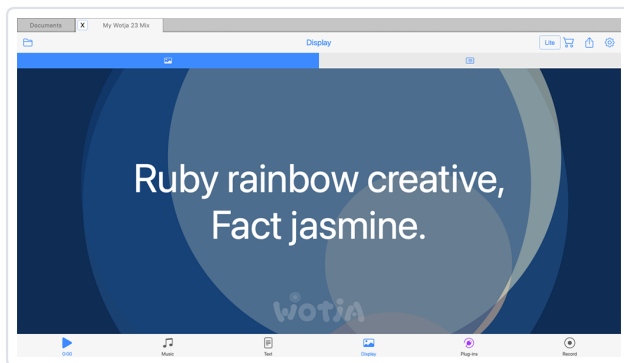 Documents X My Wotja 23 Mix
Display Lite
Ruby rainbow creative,
Fact jasmine.
wotja
0:00 Music Text Display Plug-ins Record